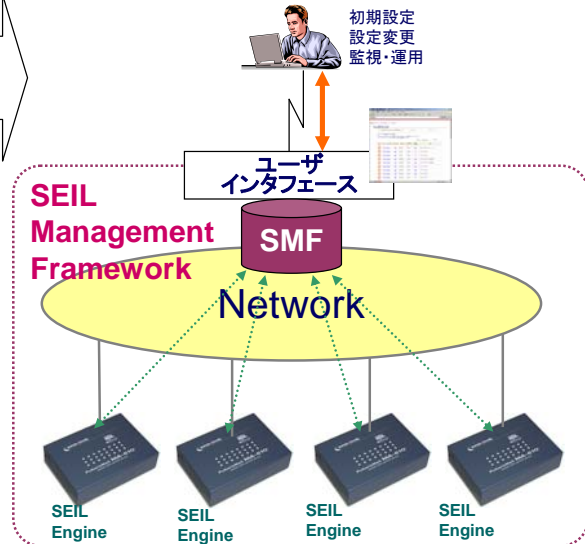 初期設定
設定変更
監視・運用
ユーザ
インタフェース
SEIL
Management
Framework
SMF
Network
SEIL
Engine
SEIL
Engine
SEIL
Engine
SEIL
Engine